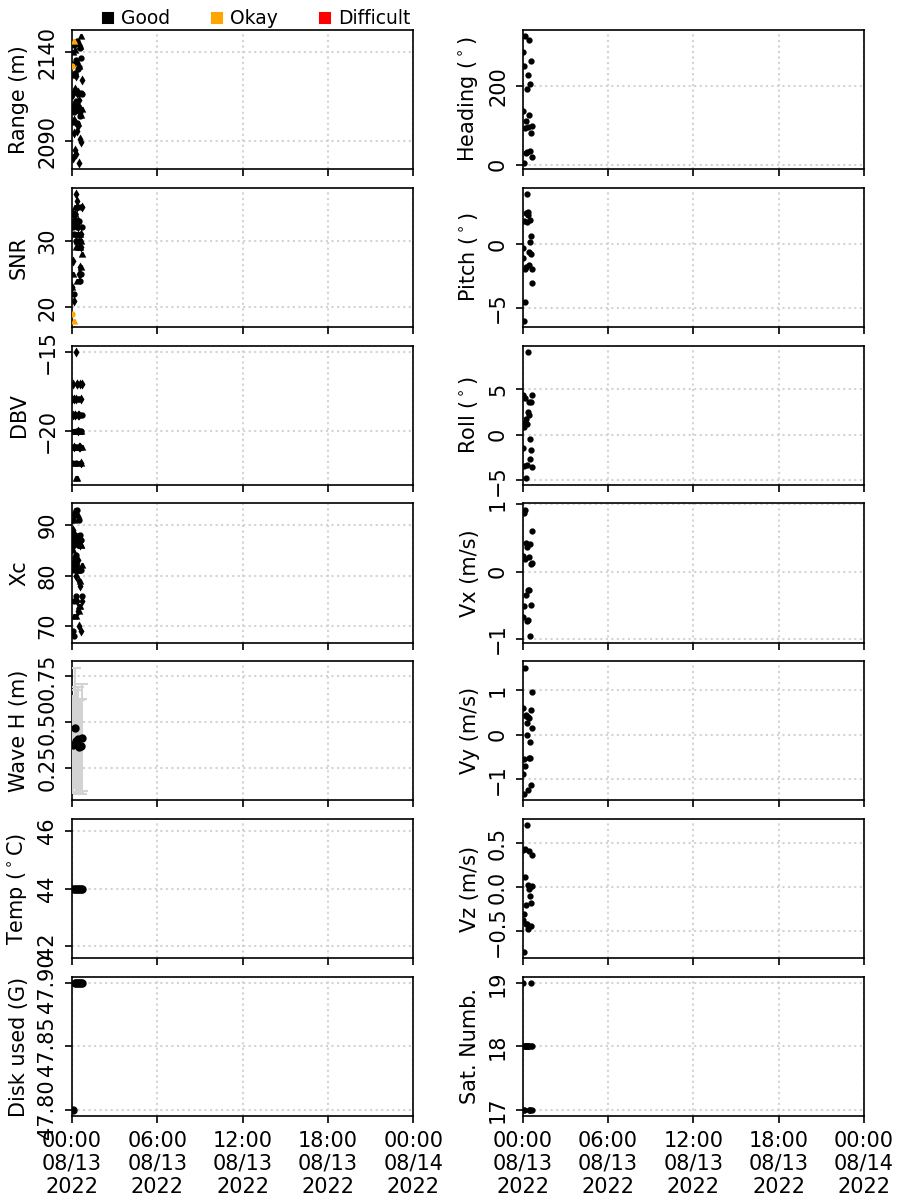 Good Okay Difficult
Range (m)
2140
2090
Heading (°)
200
0
SNR
30
20
Pitch (°)
0
−5
DBV
−15
−20
Roll (°)
5
0
−5
Xc
90
80
70
Vx (m/s)
1
0
−1
Wave H (m)
0.75
0.50
0.25
Vy (m/s)
1
0
−1
Temp (°C)
46
44
42
Vz (m/s)
0.5
0.0
−0.5
Disk used (G)
47.90
47.85
47.80
Sat. Numb.
19
18
17
00:00 06:00 12:00 18:00 00:00
08/13 08/13 08/13 08/13 08/14
2022 2022 2022 2022 2022
00:00 06:00 12:00 18:00 00:00
08/13 08/13 08/13 08/13 08/14
2022 2022 2022 2022 2022